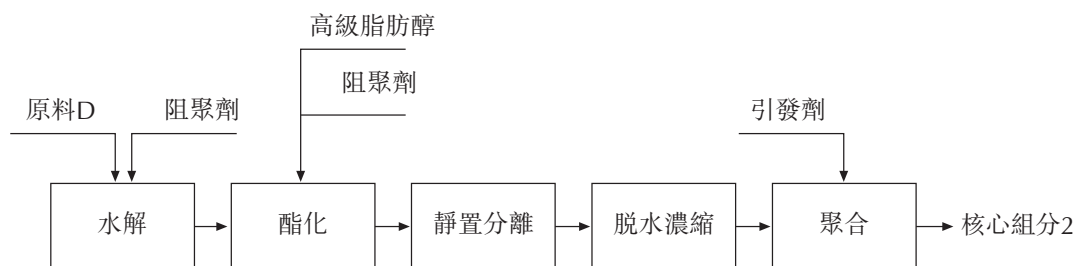 高級脂肪醇
阻聚劑
原料D
阻聚劑
引發劑
水解
酯化
靜置分離
脱水濃縮
聚合
核心組分2